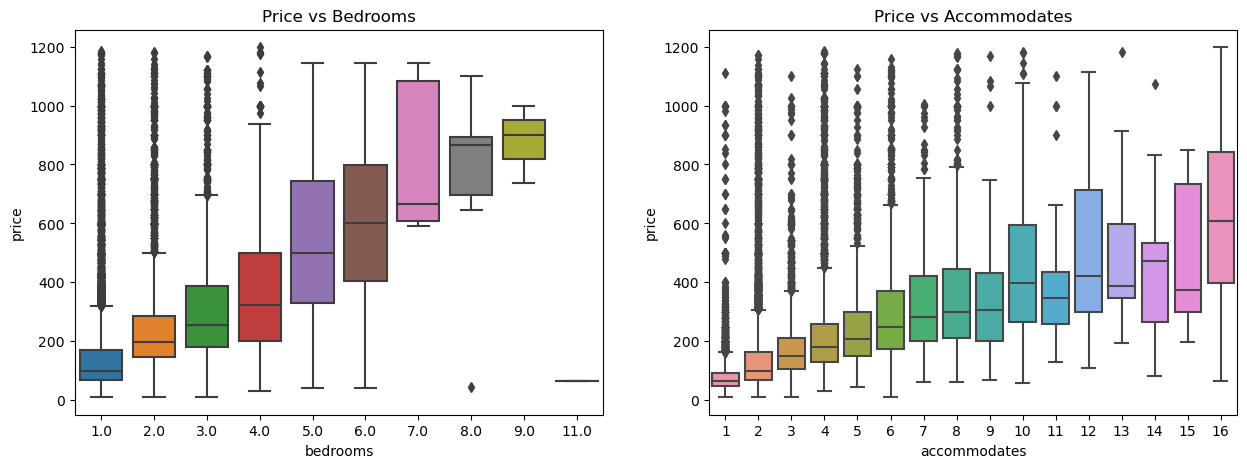 Price vs Bedrooms
1200
1000
800
600
400
200
0
price
1.0 2.0 3.0 4.0 5.0 6.0 7.0 8.0 9.0 11.0
bedrooms
Price vs Accommodates
1200
1000
800
600
400
200
0
price
1 2 3 4 5 6 7 8 9 10 11 12 13 14 15 16
accommodates